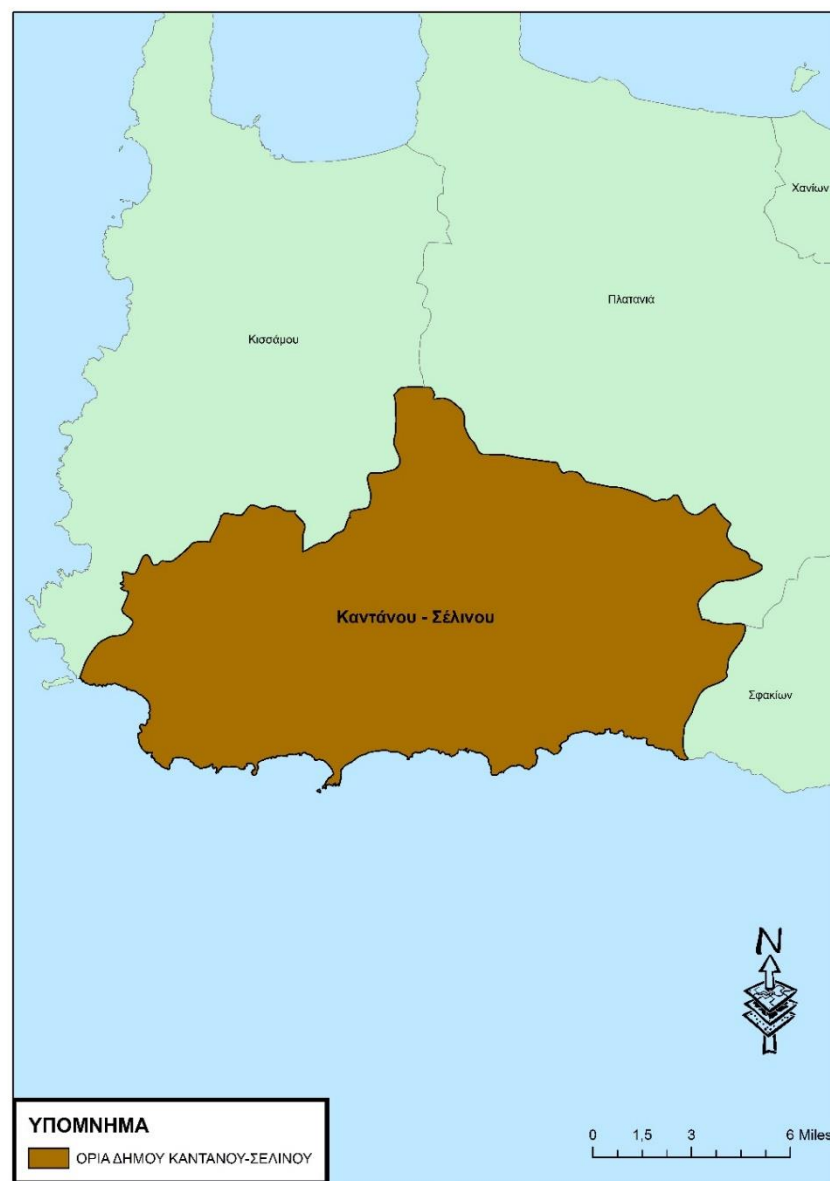 Χανίων
Πλατανιά
Κισσάμου
Καντάνου - Σέλινου
Σφακίων
N
ΥΠΟΜΝΗΜΑ
ΟΡΙΑ ΔΗΜΟΥ ΚΑΝΤΑΝΟΥ-ΣΕΛΙΝΟΥ
0 1,5 3 6 Miles